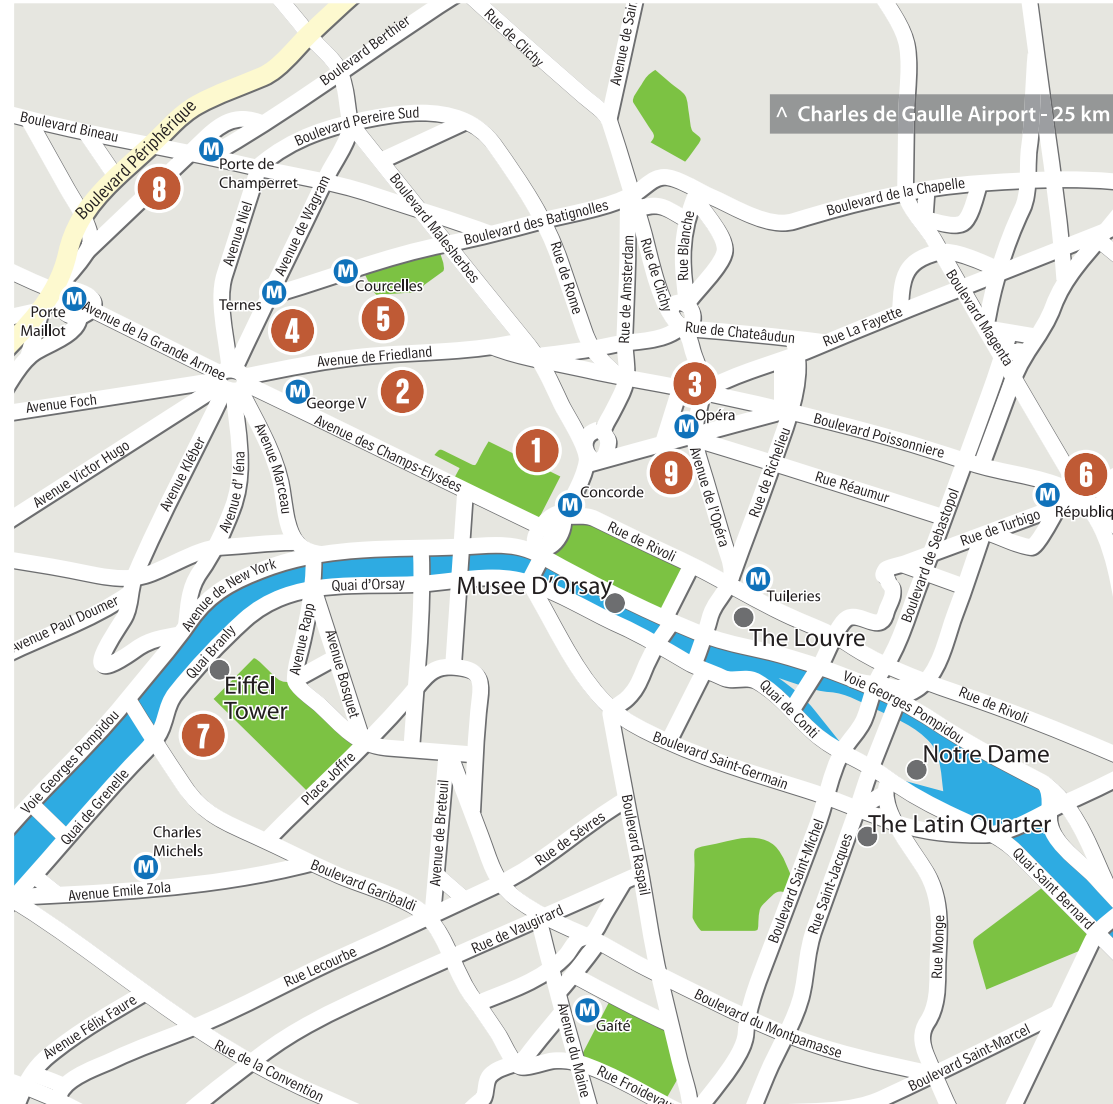 Rue de Clichy
Avenue de Sain
Boulevard Berthier
Boulevard Périphérique
Boulevard Bineau
Boulevard Pereire Sud
^ Charles de Gaulle Airport - 25 km
M
Porte de
Champerret
8
Avenue Niel
Avenue de Wagram
Boulevard Malesherbes
Boulevard des Batignolles
Boulevard de la Chapelle
Rue de Rome
Rue de Amsterdam
Rue de Clichy
Rue Blanche
M
Courcelles
M
Ternes
M
Porte
Maillot
Avenue de la Grande Armee
4
5
Boulevard Magenta
Rue La Fayette
Rue de Chateâudun
Avenue de Friedland
2
3
M
George V
Avenue Foch
M
Opéra
Avenue des Champs-Elysées
Avenue Victor Hugo
Avenue Kléber
Avenue d' Iéna
Avenue Marceau
1
9
Avenue de l'Opéra
Rue de Richelieu
Boulevard Poissonniere
Rue Réaumur
6
M
Républiq
Rue de Turbigo
Boulevard de Sebastopol
M
Concorde
Rue de Rivoli
Avenue de New York
Quai d'Orsay
Musee D'Orsay
M
Tuileries
The Louvre
Avenue Paul Doumer
Quai Branly
Avenue Rapp
Avenue Bosquet
Eiffel
Tower
7
Voie Georges Pompidou
Quai de Grenelle
Place Joffre
Quai de Conti
Voie Georges Pompidou
Rue de Rivoli
Boulevard Saint-Germain
Notre Dame
The Latin Quarter
Charles
Michels
M
Avenue Emile Zola
Avenue de Breteuil
Rue de Sévres
Boulevard Raspail
Boulevard Garibaldi
Boulevard Saint-Michel
Rue Saint-Jacques
Quai Saint Bernard
Rue Monge
Rue de Vaugirard
Rue Lecourbe
Avenue Félix Faure
Rue de la Convention
M
Gaîté
Avenue du Maine
Rue Froidevau
Boulevard du Montpamasse
Boulevard Saint-Marcel